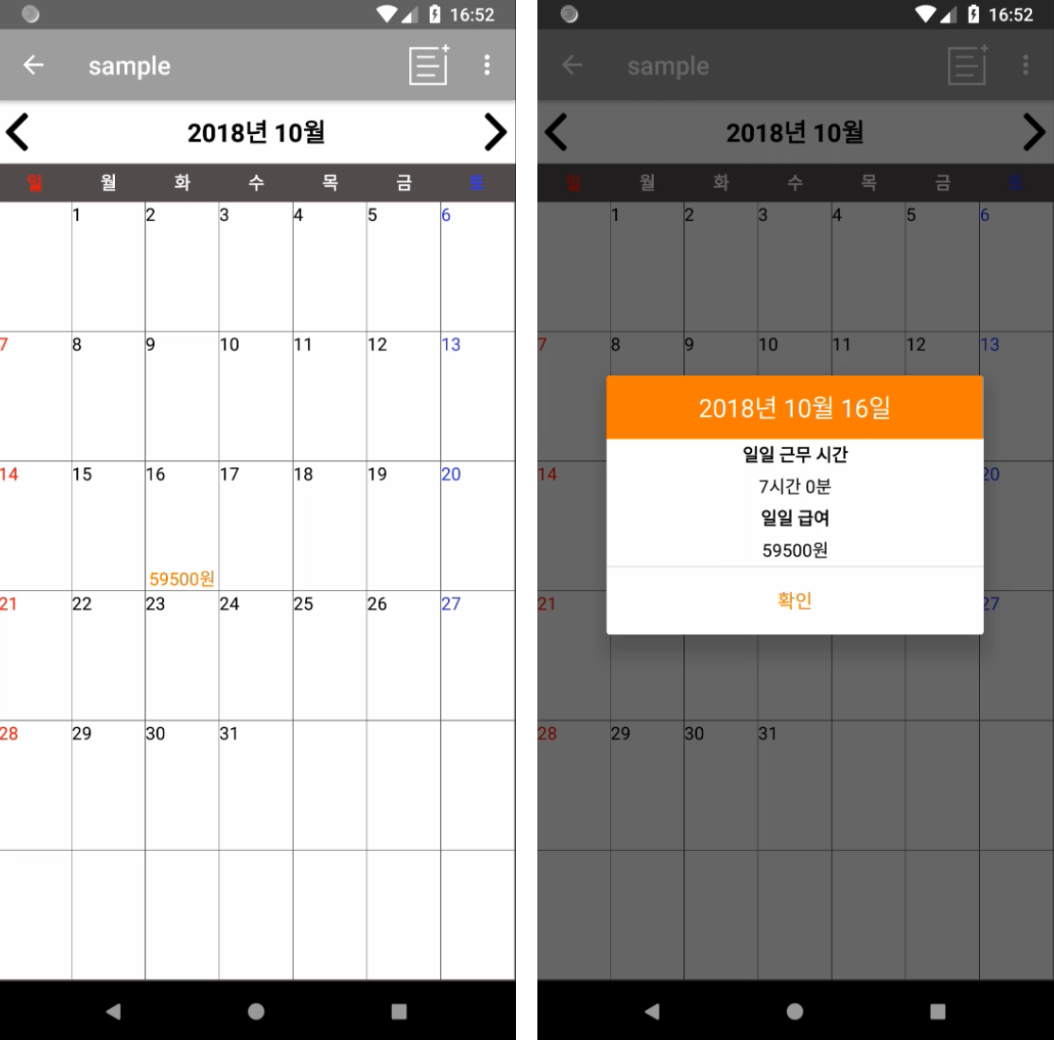 16:52
sample
2018년 10월
일 월 화 수 목 금 토
1 2 3 4 5 6
7 8 9 10 11 12 13
14 15 16 17 18 19 20
59500원
21 22 23 24 25 26 27
28 29 30 31
16:52
sample
2018년 10월
일 월 화 수 목 금 토
1 2 3 4 5 6
7 8 9 10 11 12 13
2018년 10월 16일
일일 근무 시간
14 20
7시간 0분
일일 급여
59500원
확인
21 27
28 29 30 31